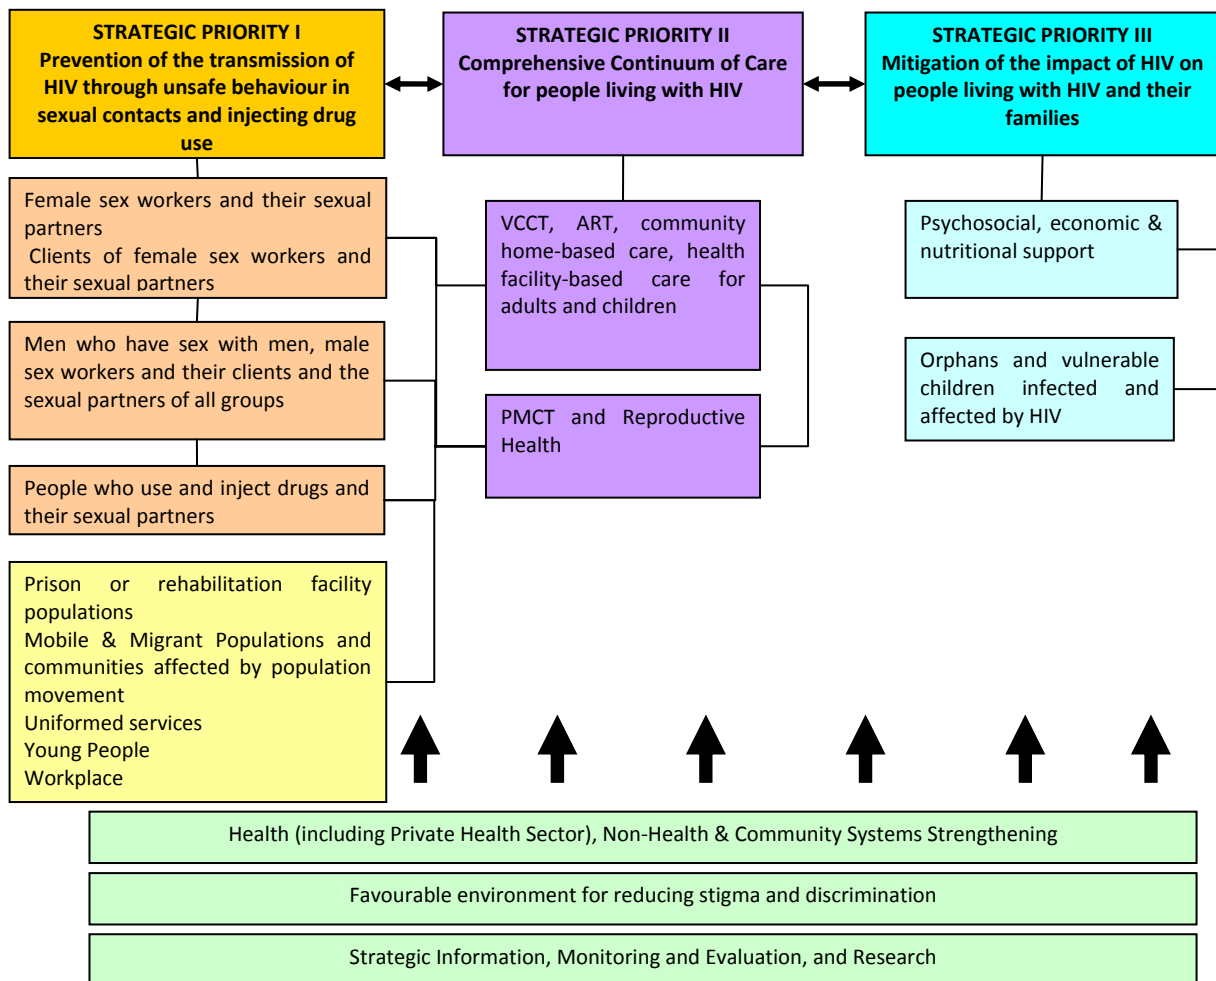 STRATEGIC PRIORITY I
Prevention of the transmission of
HIV through unsafe behaviour in
sexual contacts and injecting drug
use
STRATEGIC PRIORITY II
Comprehensive Continuum of Care
for people living with HIV
STRATEGIC PRIORITY III
Mitigation of the impact of HIV on
people living with HIV and their
families
Female sex workers and their sexual
partners
Clients of female sex workers and
their sexual partners
Men who have sex with men, male
sex workers and their clients and the
sexual partners of all groups
People who use and inject drugs and
their sexual partners
Prison or rehabilitation facility
populations
Mobile & Migrant Populations and
communities affected by population
movement
Uniformed services
Young People
Workplace
VCCT, ART, community
home-based care, health
facility-based care for
adults and children
PMCT and Reproductive
Health
Psychosocial, economic &
nutritional support
Orphans and vulnerable
children infected and
affected by HIV
Health (including Private Health Sector), Non-Health & Community Systems Strengthening
Favourable environment for reducing stigma and discrimination
Strategic Information, Monitoring and Evaluation, and Research